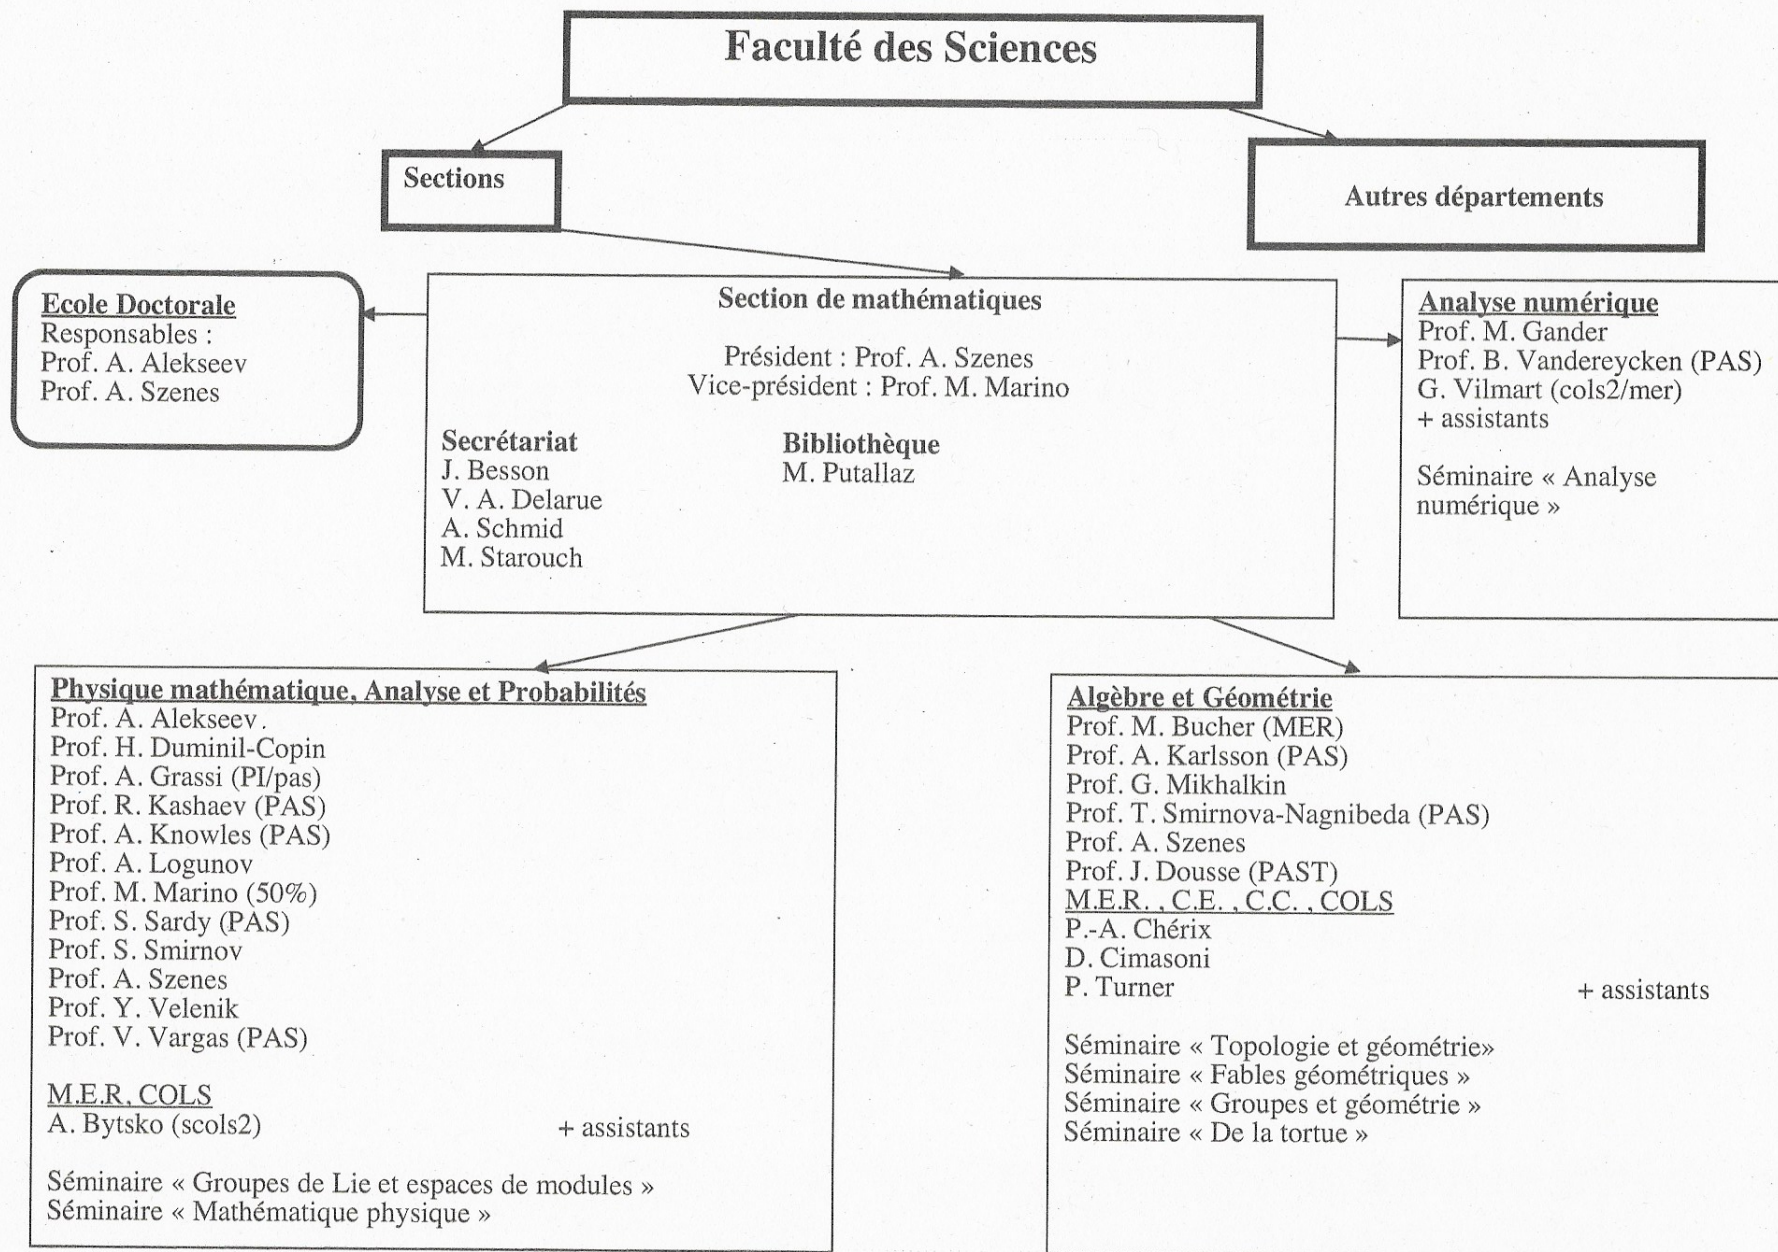 Faculté des Sciences
Sections
Autres départements
Ecole Doctorale
Responsables :
Prof. A. Alekseev
Prof. A. Szenes
Section de mathématiques
Président : Prof. A. Szenes
Vice-président : Prof. M. Marino
Secrétariat
J. Besson
V. A. Delarue
A. Schmid
M. Starouch
Bibliothèque
M. Putallaz
Analyse numérique
Prof. M. Gander
Prof. B. Vandereycken (PAS)
G. Vilmart (cols2/mer)
+ assistants
Séminaire « Analyse
numérique »
Physique mathématique, Analyse et Probabilités
Prof. A. Alekseev.
Prof. H. Duminil-Copin
Prof. A. Grassi (PI/pas)
Prof. R. Kashaev (PAS)
Prof. A. Knowles (PAS)
Prof. A. Logunov
Prof. M. Marino (50%)
Prof. S. Sardy (PAS)
Prof. S. Smirnov
Prof. A. Szenes
Prof. Y. Velenik
Prof. V. Vargas (PAS)
M.E.R, COLS
A. Bytsko (scols2) + assistants
Séminaire « Groupes de Lie et espaces de modules »
Séminaire « Mathématique physique »
Algèbre et Géométrie
Prof. M. Bucher (MER)
Prof. A. Karlsson (PAS)
Prof. G. Mikhalkin
Prof. T. Smirnova-Nagnibeda (PAS)
Prof. A. Szenes
Prof. J. Dousse (PAST)
M.E.R. , C.E. , C.C. , COLS
P.-A. Chérix
D. Cimasoni
P. Turner + assistants
Séminaire « Topologie et géométrie»
Séminaire « Fables géométriques »
Séminaire « Groupes et géométrie »
Séminaire « De la tortue »